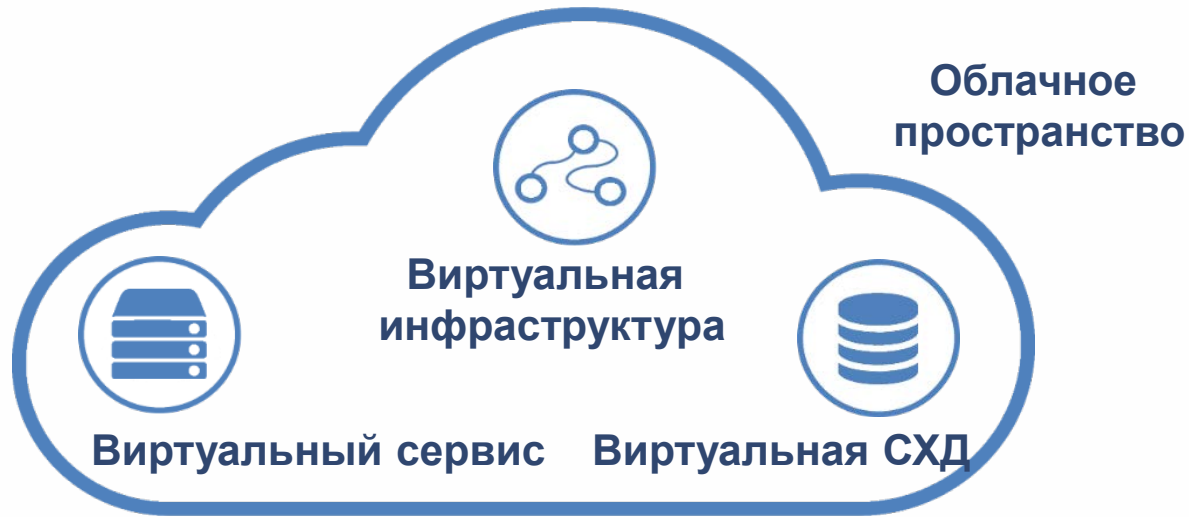 Облачное
пространство
Виртуальная
инфраструктура
Виртуальный сервис
Виртуальная СХД